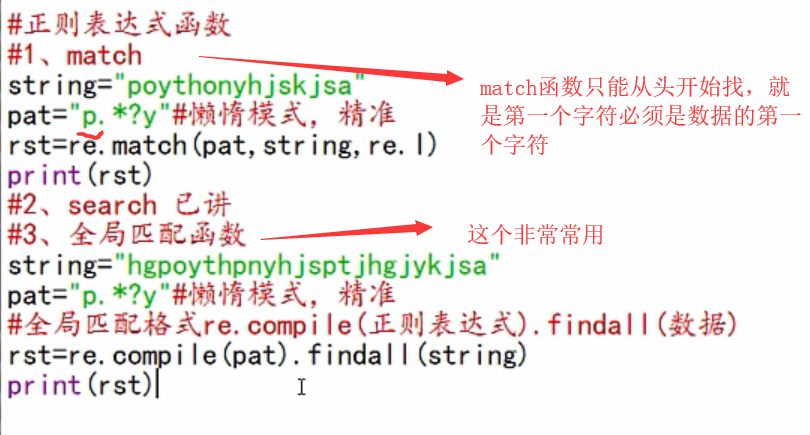 #正则表达式函数
#1、match
string="poythonyhjskjsa"
pat="p.*?y"#懒惰模式，精准
rst=re.match(pat,string,re.I)
print(rst)
#2、search 已讲
#3、全局匹配函数
string="hgpoythpnyhjsptjhgjykjsa"
pat="p.*?y"#懒惰模式，精准
#全局匹配格式re.compile(正则表达式).findall(数据)
rst=re.compile(pat).findall(string)
print(rst)
match函数只能从头开始找，就
是第一个字符必须是数据的第一
个字符
这个非常常用